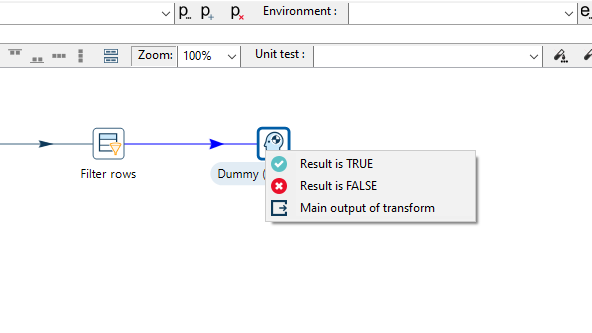 Environment :
Zoom: 100% Unit test :
Filter rows
Dummy (
Result is TRUE
Result is FALSE
Main output of transform